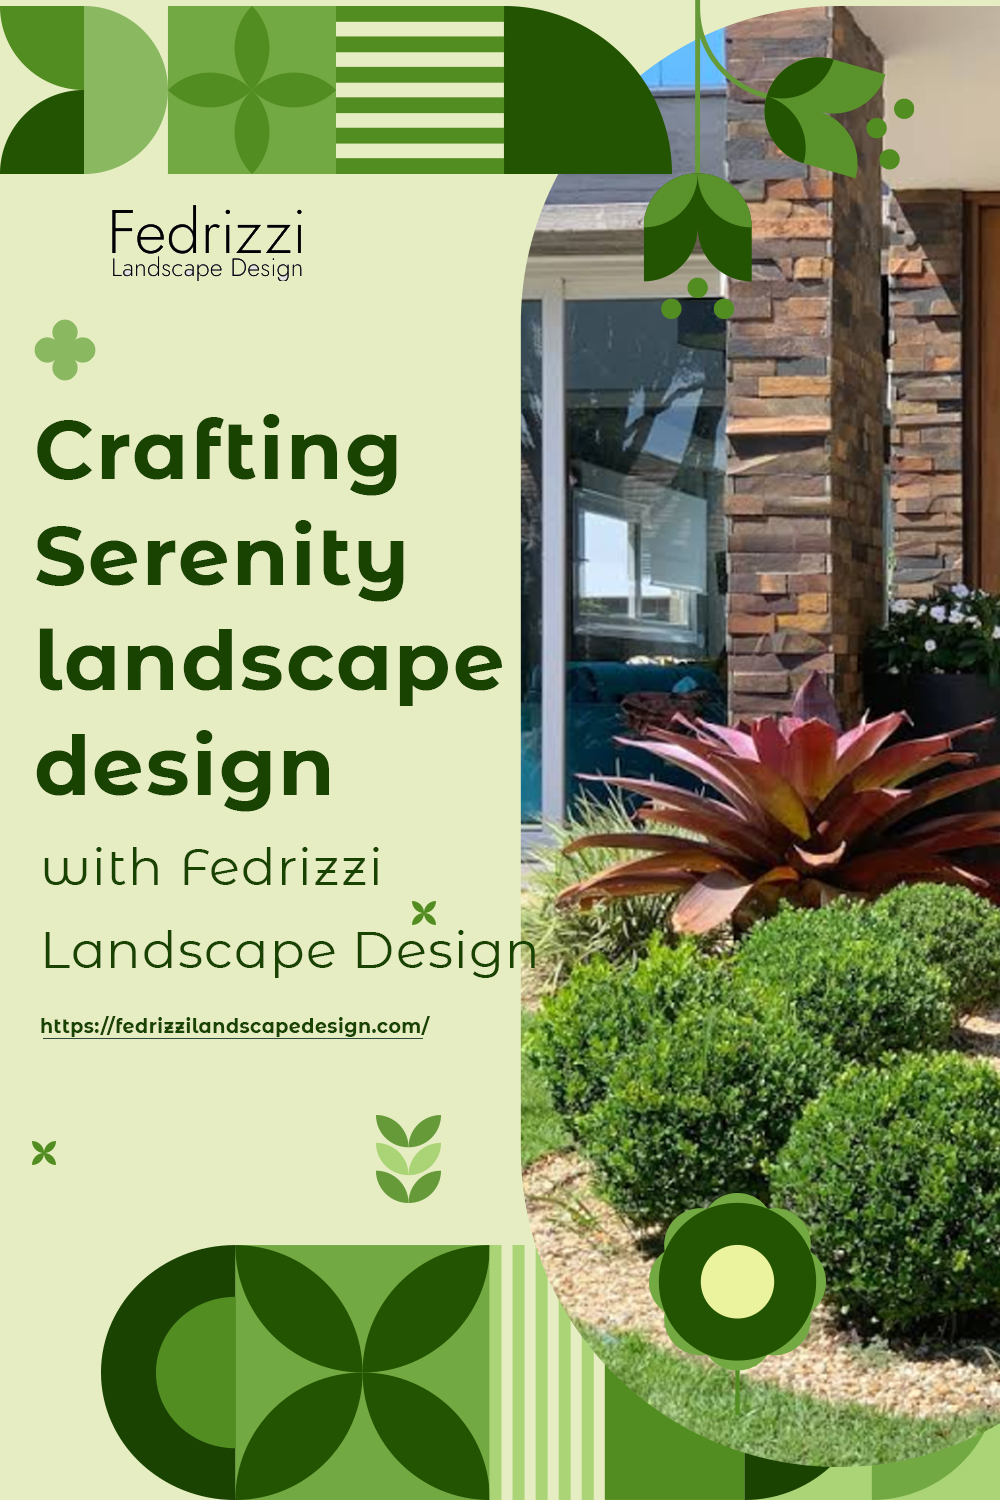 Fedrizzi
Landscape Design
Crafting
Serenity
landscape
design
with Fedrizzi
Landscape Design
https://fedrizzilandscapedesign.com/